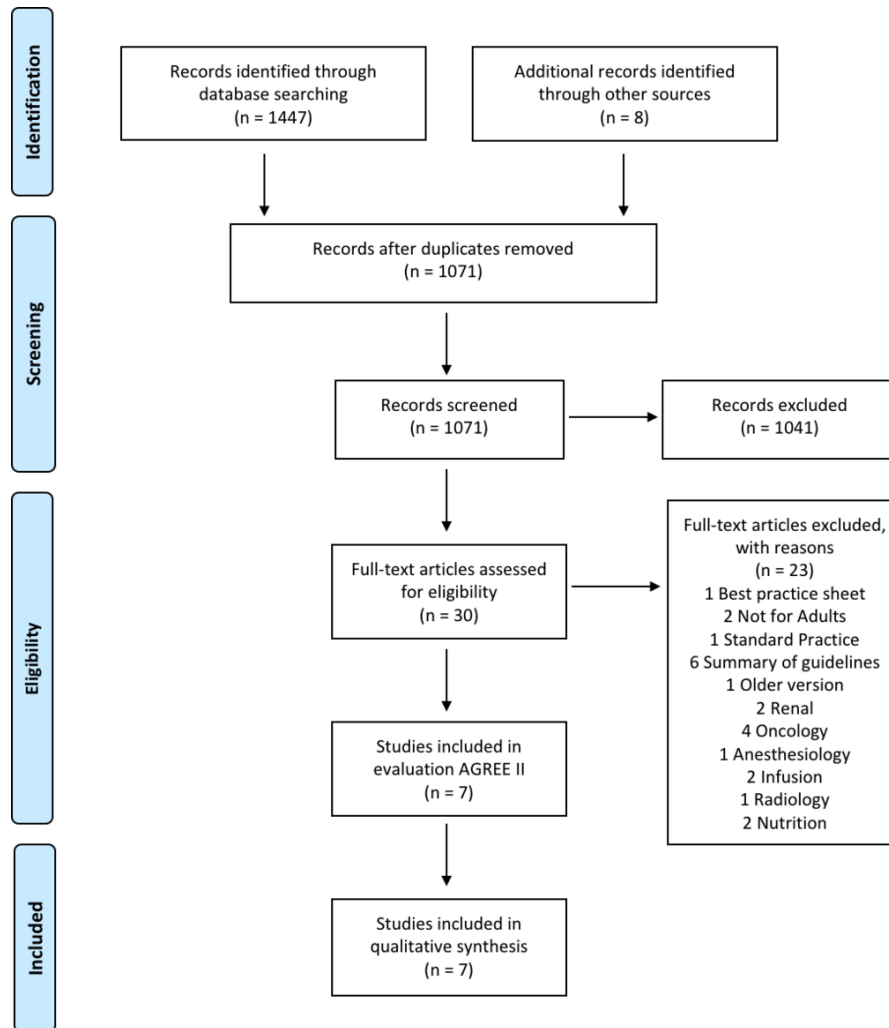 Identification
Records identified through
database searching
(n = 1447)
Additional records identified
through other sources
(n = 8)
Screening
Records after duplicates removed
(n = 1071)
Records screened
(n = 1071)
Records excluded
(n = 1041)
Eligibility
Full-text articles assessed
for eligibility
(n = 30)
Full-text articles excluded,
with reasons
(n = 23)
1 Best practice sheet
2 Not for Adults
1 Standard Practice
6 Summary of guidelines
1 Older version
2 Renal
4 Oncology
1 Anesthesiology
2 Infusion
1 Radiology
2 Nutrition
Studies included in
evaluation AGREE II
(n = 7)
Included
Studies included in
qualitative synthesis
(n = 7)